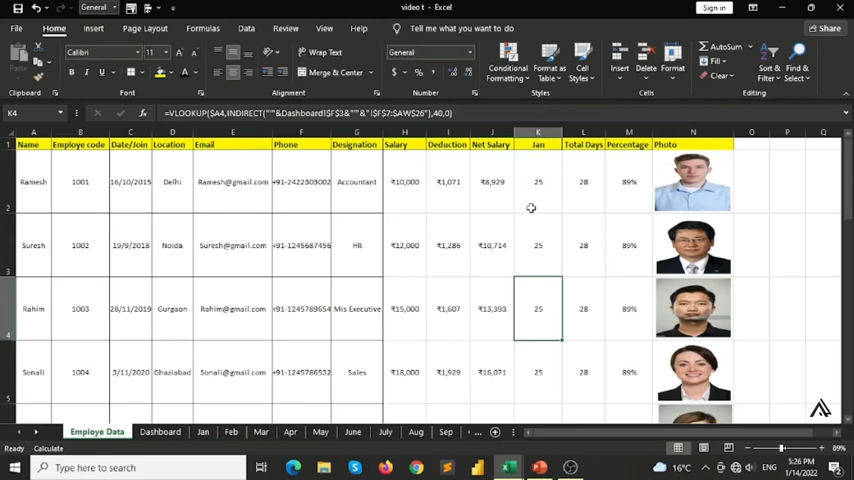 General
video t - Excel
Sign in
File Home Insert Page Layout Formulas Data Review View Help Tell me what you want to do Share
Paste
Calibri 11
B I U
Clipboard
Font
Wrap Text
Merge & Center
Alignment
General
Number
Conditional Formatting
Format as Table
Cell Styles
Styles
Insert Delete Format
Cells
AutoSum
Fill
Clear
Sort & Filter
Find & Select
Editing
K4 fx =VLOOKUP($A4,INDIRECT("'"&Dashboard!$F$3&"'"&"!$F$7:$AW$26"),40,0)
A B C D E F G H I J K L M N O P Q
1 Name Employe code Date/Join Location Email Phone Designation Salary Deduction Net Salary Jan Total Days Percentage Photo
2 Ramesh 1001 16/10/2015 Delhi Ramesh@gmail.com +91-2422303002 Accountant ₹10,000 ₹1,071 ₹8,929 25 28 89%
3 Suresh 1002 19/9/2018 Noida Suresh@gmail.com +91-1245687456 HR ₹12,000 ₹1,286 ₹10,714 25 28 89%
4 Rahim 1003 28/11/2019 Gurgaon Rahim@gmail.com +91-1245789654 Mis Executive ₹15,000 ₹1,607 ₹13,393 25 28 89%
5 Sonali 1004 3/11/2020 Ghaziabad Sonali@gmail.com +91-1245786532 Sales ₹18,000 ₹1,929 ₹16,071 25 28 89%
Employe Data Dashboard Jan Feb Mar Apr May June July Aug Sep ...
Ready Calculate 89%
Type here to search
16°C ENG 5:26 PM
1/14/2022
2